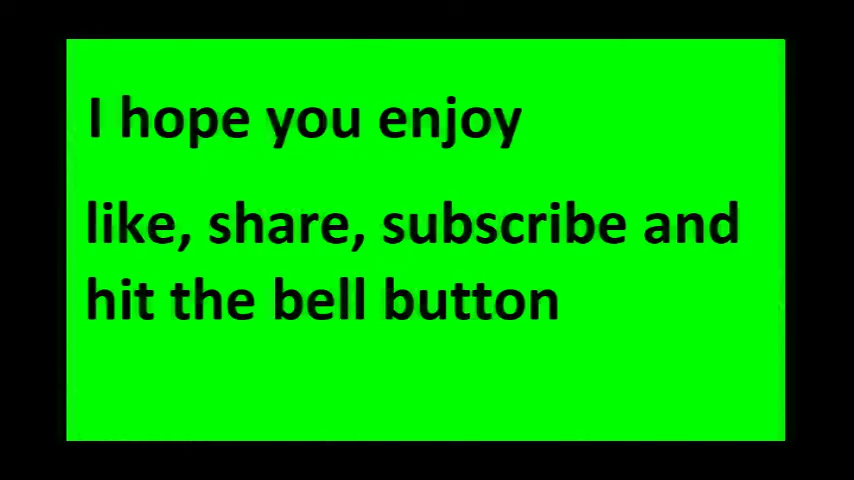 I hope you enjoy
like, share, subscribe and
hit the bell button